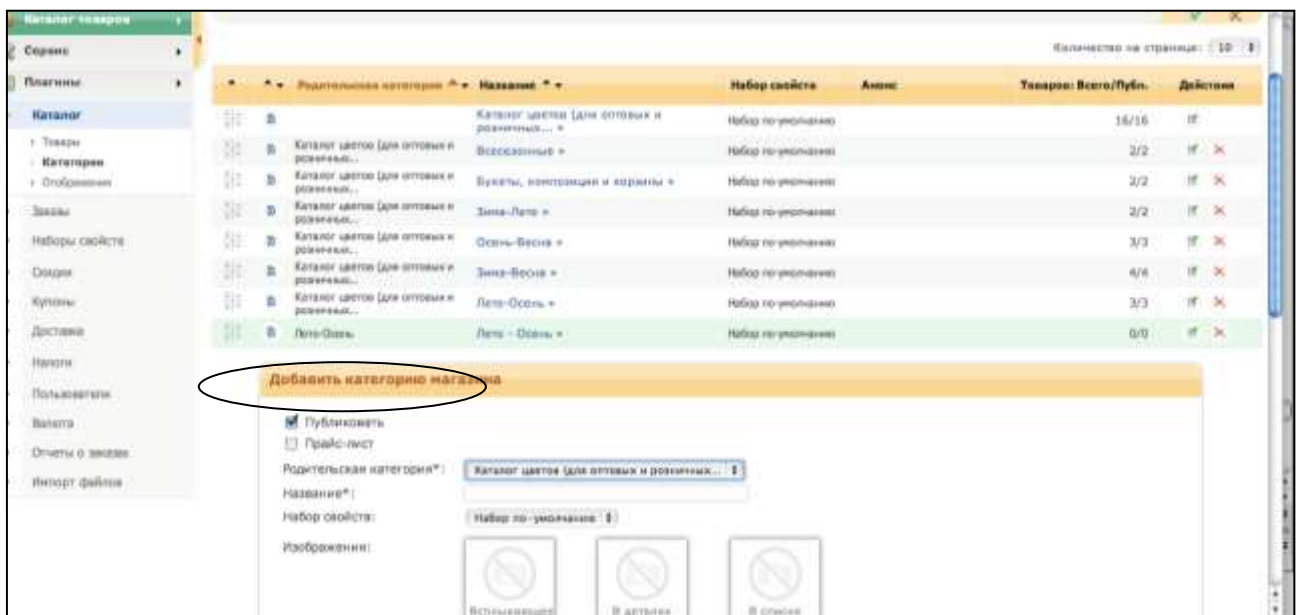 Каталог товаров
Сервис
Плагины
Каталог
Товары
Категории
Отображение
Заказы
Наборы свойств
Скидки
Купоны
Доставка
Налоги
Пользователи
Валюта
Отчеты о заказах
Импорт файлов
Количество на странице: 10
Родительская категория Название Набор свойств Анонс Товаров: Всего/Публ. Действия
Каталог цветов (для оптовых и розничных... » Набор по-умолчанию 16/16
Каталог цветов (для оптовых и розничных... Всесезонные » Набор по-умолчанию 2/2
Каталог цветов (для оптовых и розничных... Букеты, композиции и корзины » Набор по-умолчанию 2/2
Каталог цветов (для оптовых и розничных... Зима-Лето » Набор по-умолчанию 2/2
Каталог цветов (для оптовых и розничных... Осень-Весна » Набор по-умолчанию 3/3
Каталог цветов (для оптовых и розничных... Зима-Весна » Набор по-умолчанию 4/4
Каталог цветов (для оптовых и розничных... Лето-Осень » Набор по-умолчанию 3/3
Лето-Осень Лето - Осень » Набор по-умолчанию 0/0
Добавить категорию магазина
Публиковать
Прайс-лист
Родительская категория*: Каталог цветов (для оптовых и розничных...
Название*:
Набор свойств: Набор по-умолчанию
Изображения:
Всплывающее В деталях В списке